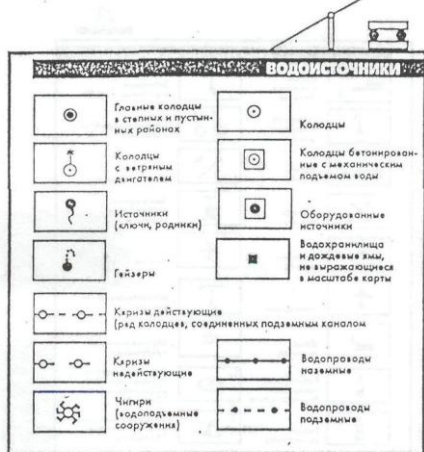 ВОДОИСТОЧНИКИ
Главные колодцы
в степных и пустын-
ных районах
Колодцы
Колодцы
с ветряным
двигателем
Колодцы бетонирован-
ные с механическим
подъемом воды
Источники
(ключи, родники)
Оборудованные
источники
Гейзеры
Водохранилища
и дождевые ямы,
не выражающиеся
в масштабе карты
Кяризы действующие
(ряд колодцев, соединенных подземным каналом
Кяризы
недействующие
Водопроводы
наземные
Чигири
(водоподъемные
сооружения)
Водопроводы
подземные